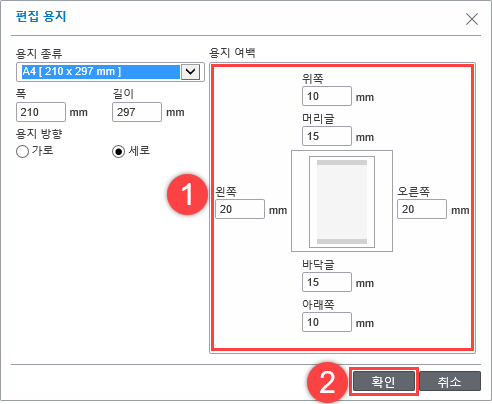 편집 용지
용지 종류
A4 [ 210 x 297 mm ]
폭 길이
210 mm 297 mm
용지 방향
가로 세로
용지 여백
위쪽
10 mm
머리글
15 mm
1
왼쪽
20 mm
오른쪽
20 mm
바닥글
15 mm
아래쪽
10 mm
2 확인 취소